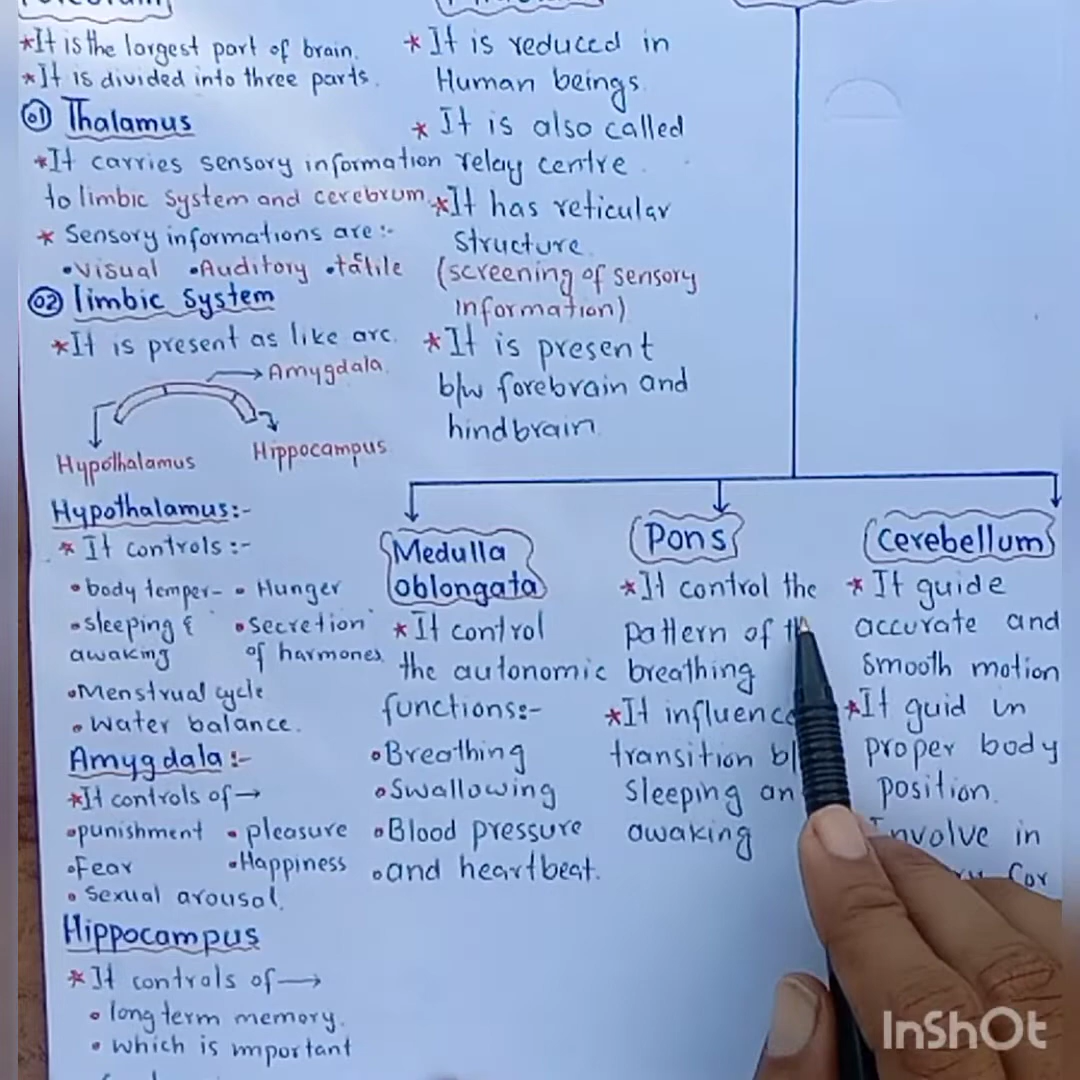 *It is the largest part of brain.
*It is divided into three parts.
01 Thalamus
*It carries sensory information
to limbic system and cerebrum
* Sensory informations are:-
•Visual •Auditory •tactile
02 limbic System
*It is present as like arc.
Amygdala
Hypothalamus
Hippocampus
Hypothalamus:-
* It controls:-
•body temper- • Hunger
•sleeping & •secretion
awaking of harmones
•Menstrual cycle
•water balance.
Amygdala:-
*It controls of→
•punishment •pleasure
•Fear •Happiness
•Sexual arousal.
Hippocampus
*It controls of→
•long term memory.
•which is important
* It is reduced in
Human beings.
* It is also called
relay centre.
*It has reticular
structure.
(screening of sensory
information)
*It is present
b/w forebrain and
hindbrain.
Medulla
oblongata
*It control
the autonomic
functions:-
•Breathing
•Swallowing
•Blood pressure
•and heartbeat.
Pons
*It control the
pattern of
breathing
*It influence
transition
sleeping
awaking
Cerebellum
* It guide
accurate and
smooth motion
*It guid in
proper body
position.
Involve in
for
InShOt